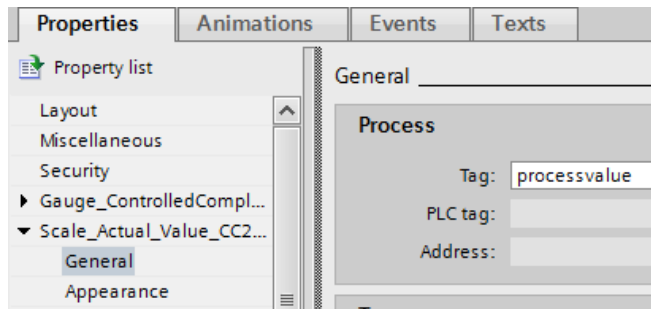 Properties Animations Events Texts
Property list
General
Layout
Process
Miscellaneous
Security
Tag: processvalue
Gauge_ControlledCompl...
PLC tag:
Scale_Actual_Value_CC2...
Address:
General
Appearance